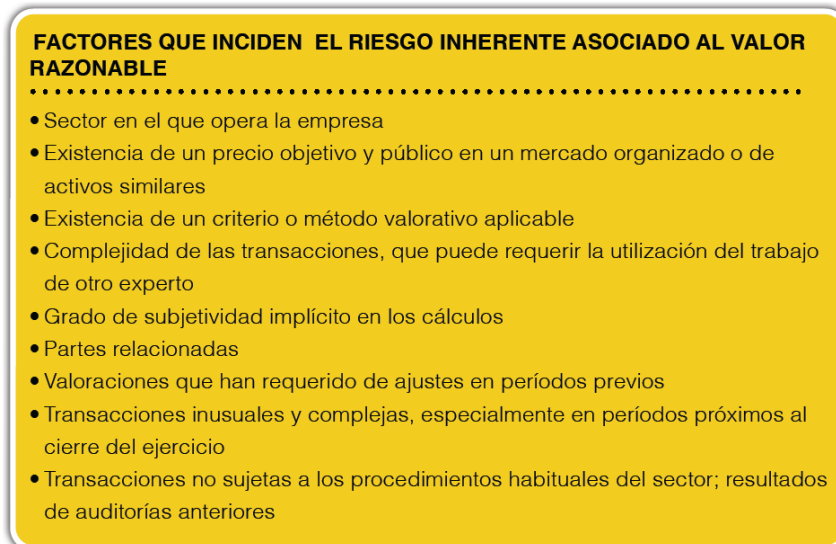 FACTORES QUE INCIDEN EL RIESGO INHERENTE ASOCIADO AL VALOR
RAZONABLE
• Sector en el que opera la empresa
• Existencia de un precio objetivo y público en un mercado organizado o de
activos similares
• Existencia de un criterio o método valorativo aplicable
• Complejidad de las transacciones, que puede requerir la utilización del trabajo
de otro experto
• Grado de subjetividad implícito en los cálculos
• Partes relacionadas
• Valoraciones que han requerido de ajustes en períodos previos
• Transacciones inusuales y complejas, especialmente en períodos próximos al
cierre del ejercicio
• Transacciones no sujetas a los procedimientos habituales del sector; resultados
de auditorías anteriores